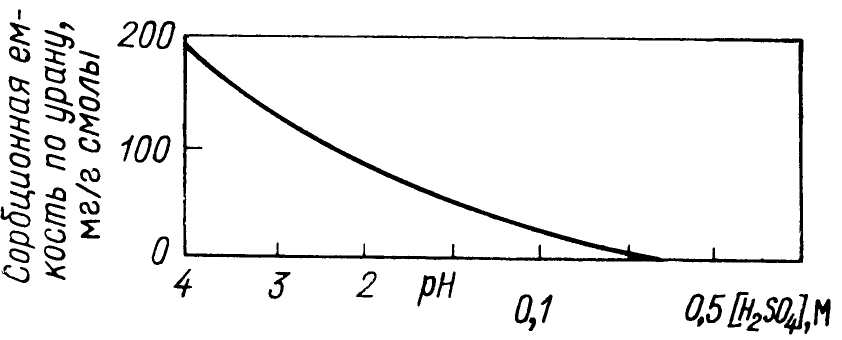 Сорбционная ем-
кость по урану,
мг/г смолы
200
100
0
4 3 2 pH
0,1 0,5 [H₂SO₄], М